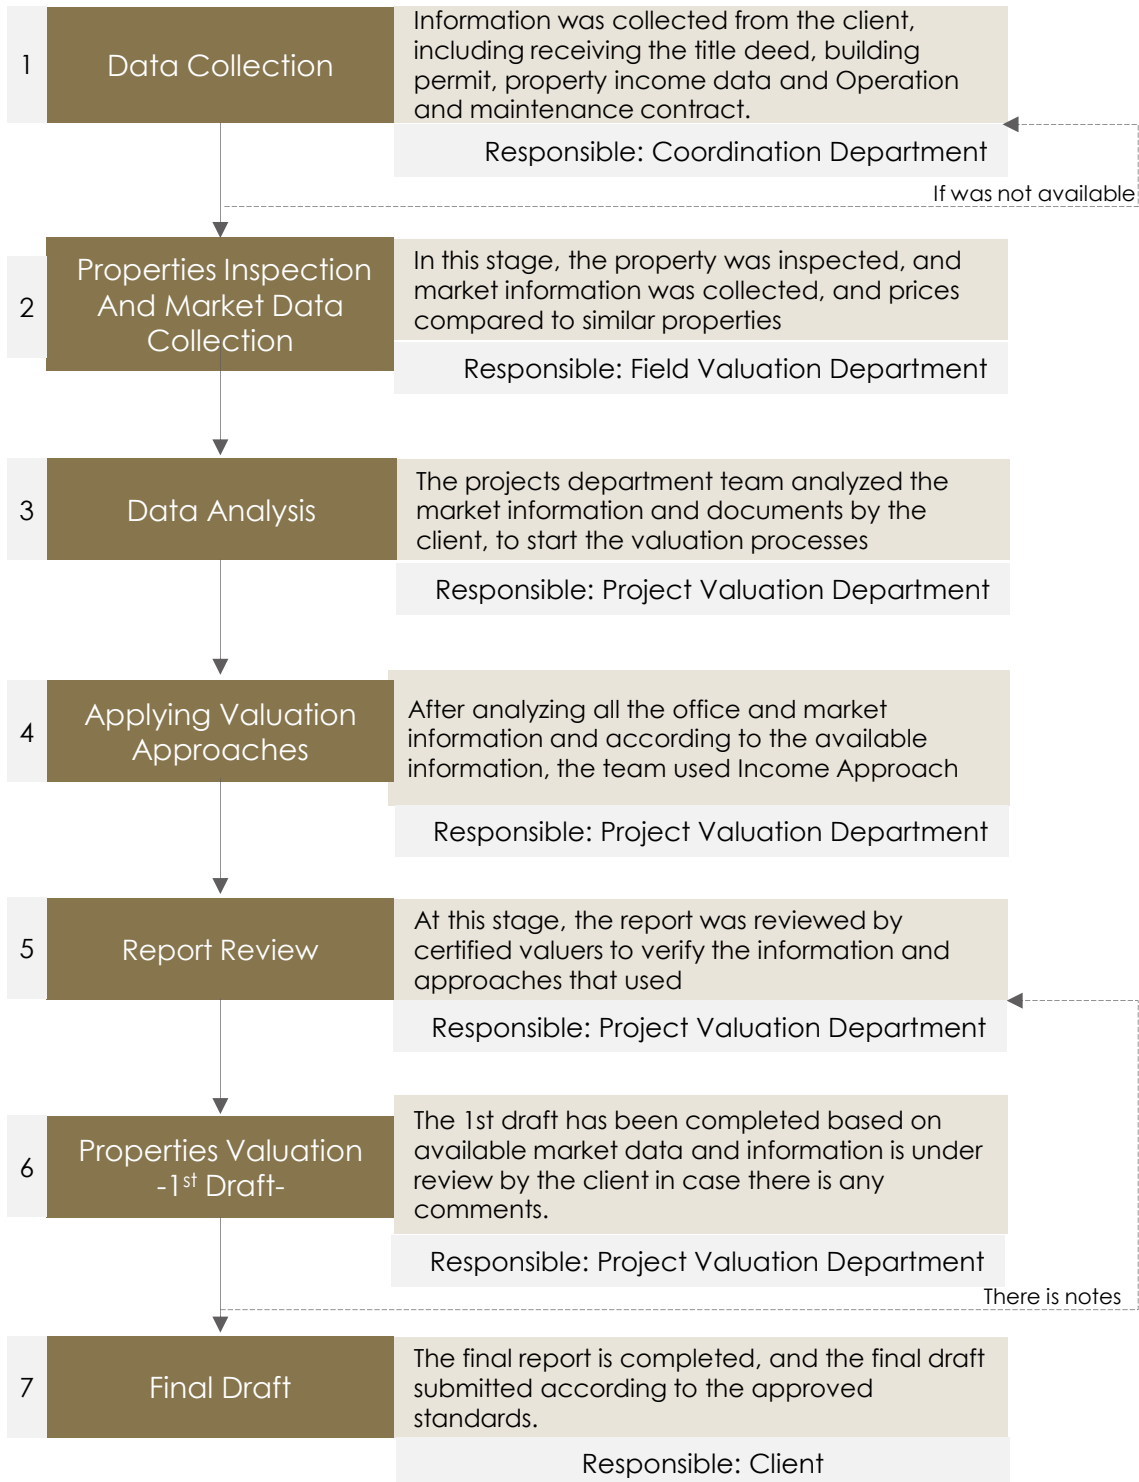 1
Data Collection
Information was collected from the client,
including receiving the title deed, building
permit, property income data and Operation
and maintenance contract.
Responsible: Coordination Department
If was not available
2
Properties Inspection
And Market Data
Collection
In this stage, the property was inspected, and
market information was collected, and prices
compared to similar properties
Responsible: Field Valuation Department
3
Data Analysis
The projects department team analyzed the
market information and documents by the
client, to start the valuation processes
Responsible: Project Valuation Department
4
Applying Valuation
Approaches
After analyzing all the office and market
information and according to the available
information, the team used Income Approach
Responsible: Project Valuation Department
5
Report Review
At this stage, the report was reviewed by
certified valuers to verify the information and
approaches that used
Responsible: Project Valuation Department
6
Properties Valuation
-1st Draft-
The 1st draft has been completed based on
available market data and information is under
review by the client in case there is any
comments.
Responsible: Project Valuation Department
There is notes
7
Final Draft
The final report is completed, and the final draft
submitted according to the approved
standards.
Responsible: Client